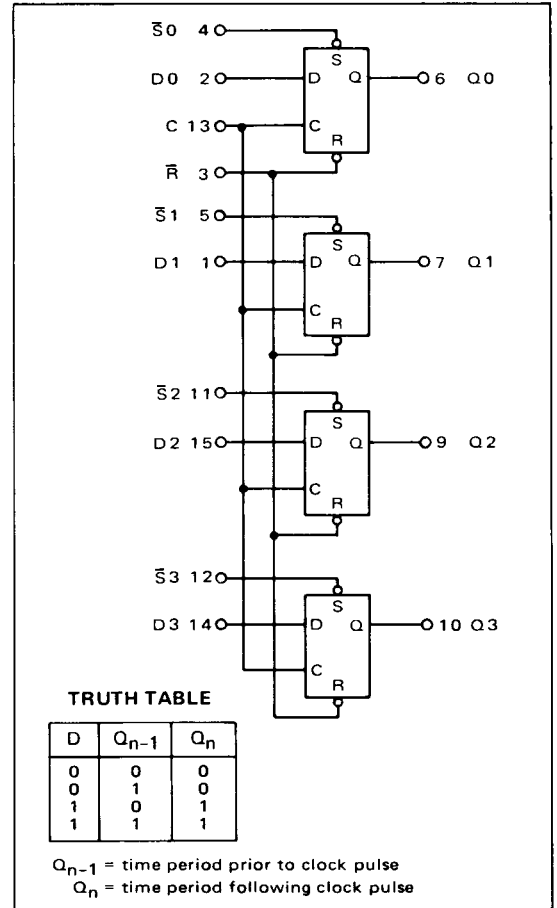 S̄0 4
S
D0 2 D Q 6 Q0
C 13 C
R
R̄ 3
S̄1 5
S
D1 1 D Q 7 Q1
C
R
S̄2 11
S
D2 15 D Q 9 Q2
C
R
S̄3 12
S
D3 14 D Q 10 Q3
C
R
TRUTH TABLE
D Qn−1 Qn
0 0 0
0 1 0
1 0 1
1 1 1
Qn−1 = time period prior to clock pulse
Qn = time period following clock pulse